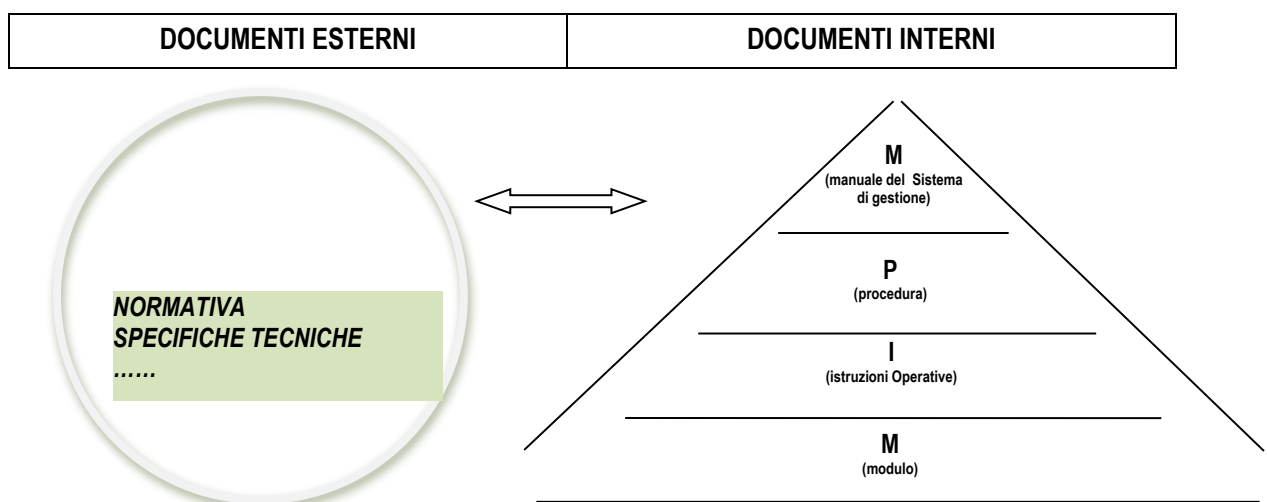 DOCUMENTI ESTERNI
DOCUMENTI INTERNI
NORMATIVA
SPECIFICHE TECNICHE
……
M
(manuale del Sistema
di gestione)
P
(procedura)
I
(istruzioni Operative)
M
(modulo)